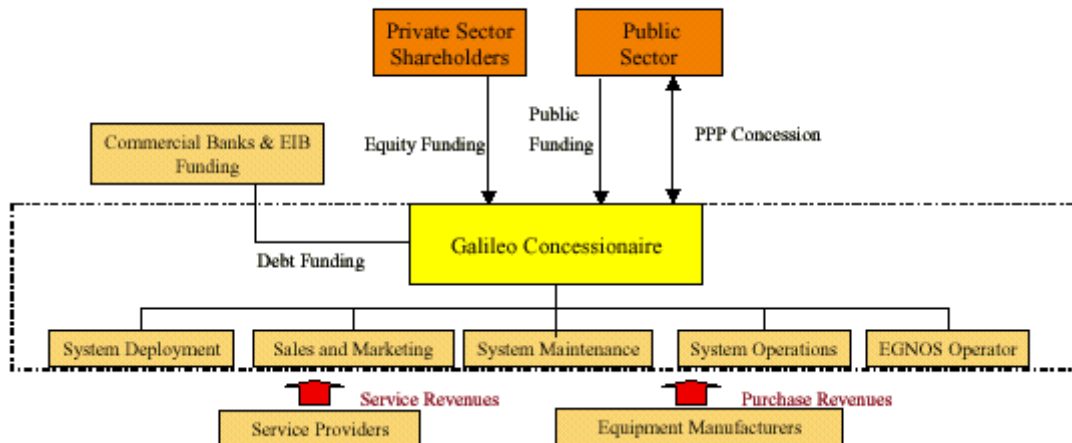 Private Sector
Shareholders
Public
Sector
Commercial Banks & EIB
Funding
Equity Funding
Public
Funding
PPP Concession
Galileo Concessionaire
Debt Funding
System Deployment
Sales and Marketing
System Maintenance
System Operations
EGNOS Operator
Service Revenues
Purchase Revenues
Service Providers
Equipment Manufacturers